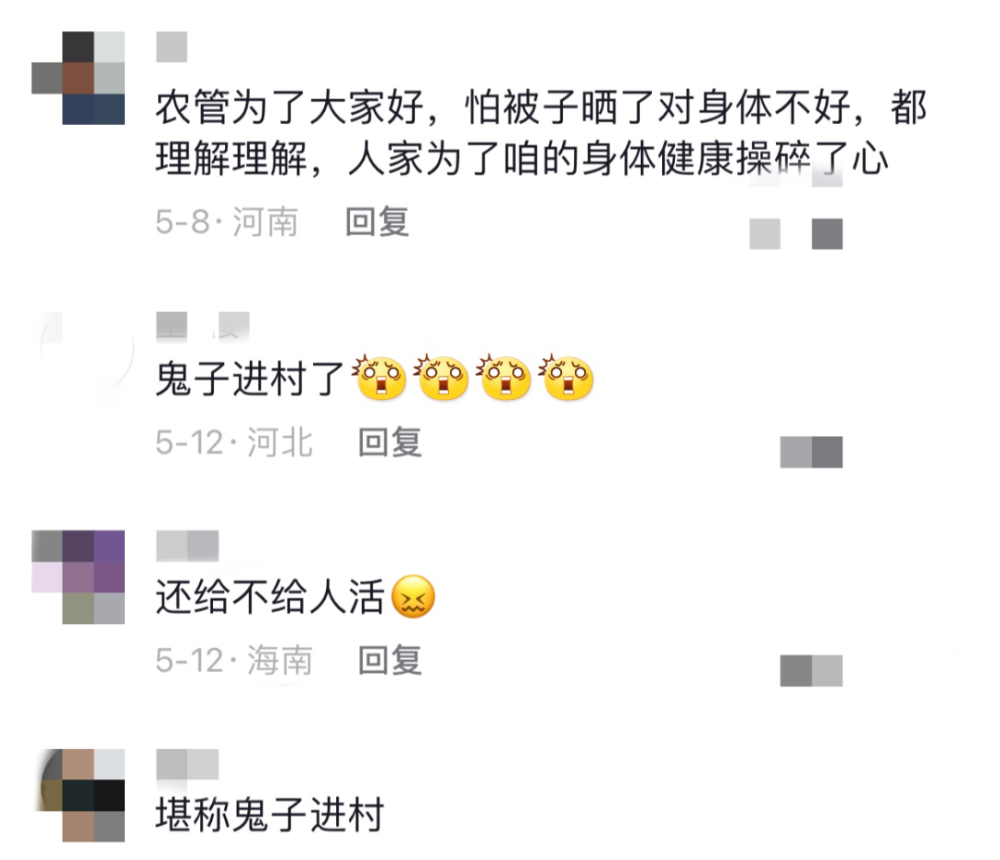 农管为了大家好，怕被子晒了对身体不好，都
理解理解，人家为了咱的身体健康操碎了心
5-8·河南 回复
鬼子进村了😱😱😱😱
5-12·河北 回复
还给不给人活😖
5-12·海南 回复
堪称鬼子进村